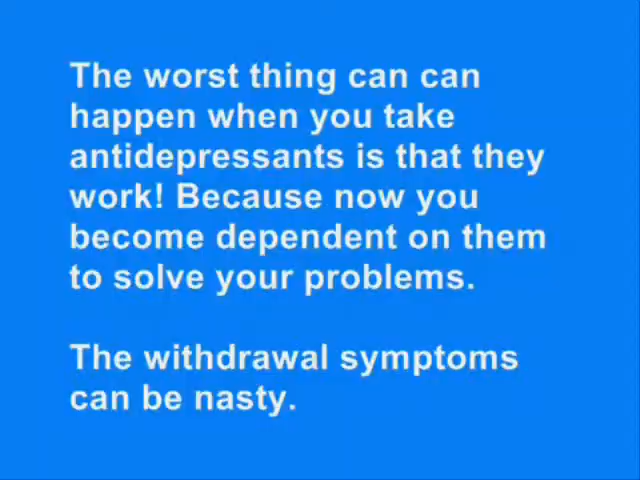 The worst thing can can
happen when you take
antidepressants is that they
work! Because now you
become dependent on them
to solve your problems.
The withdrawal symptoms
can be nasty.